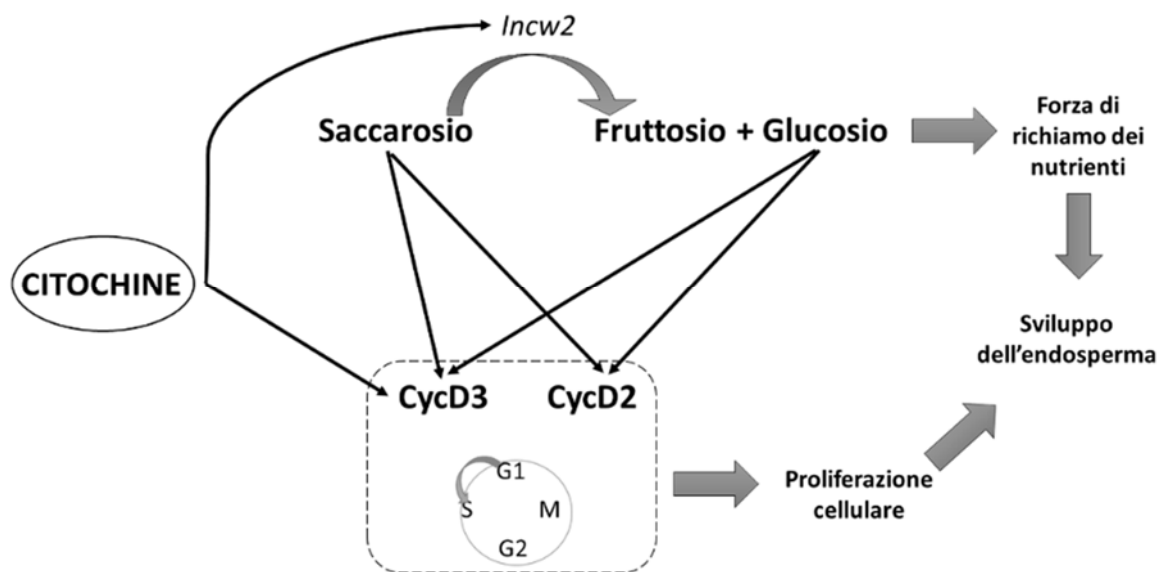 Incw2
Saccarosio
Fruttosio + Glucosio
Forza di
richiamo dei
nutrienti
CITOCHINE
Sviluppo
dell'endosperma
CycD3
CycD2
G1
S
M
G2
Proliferazione
cellulare